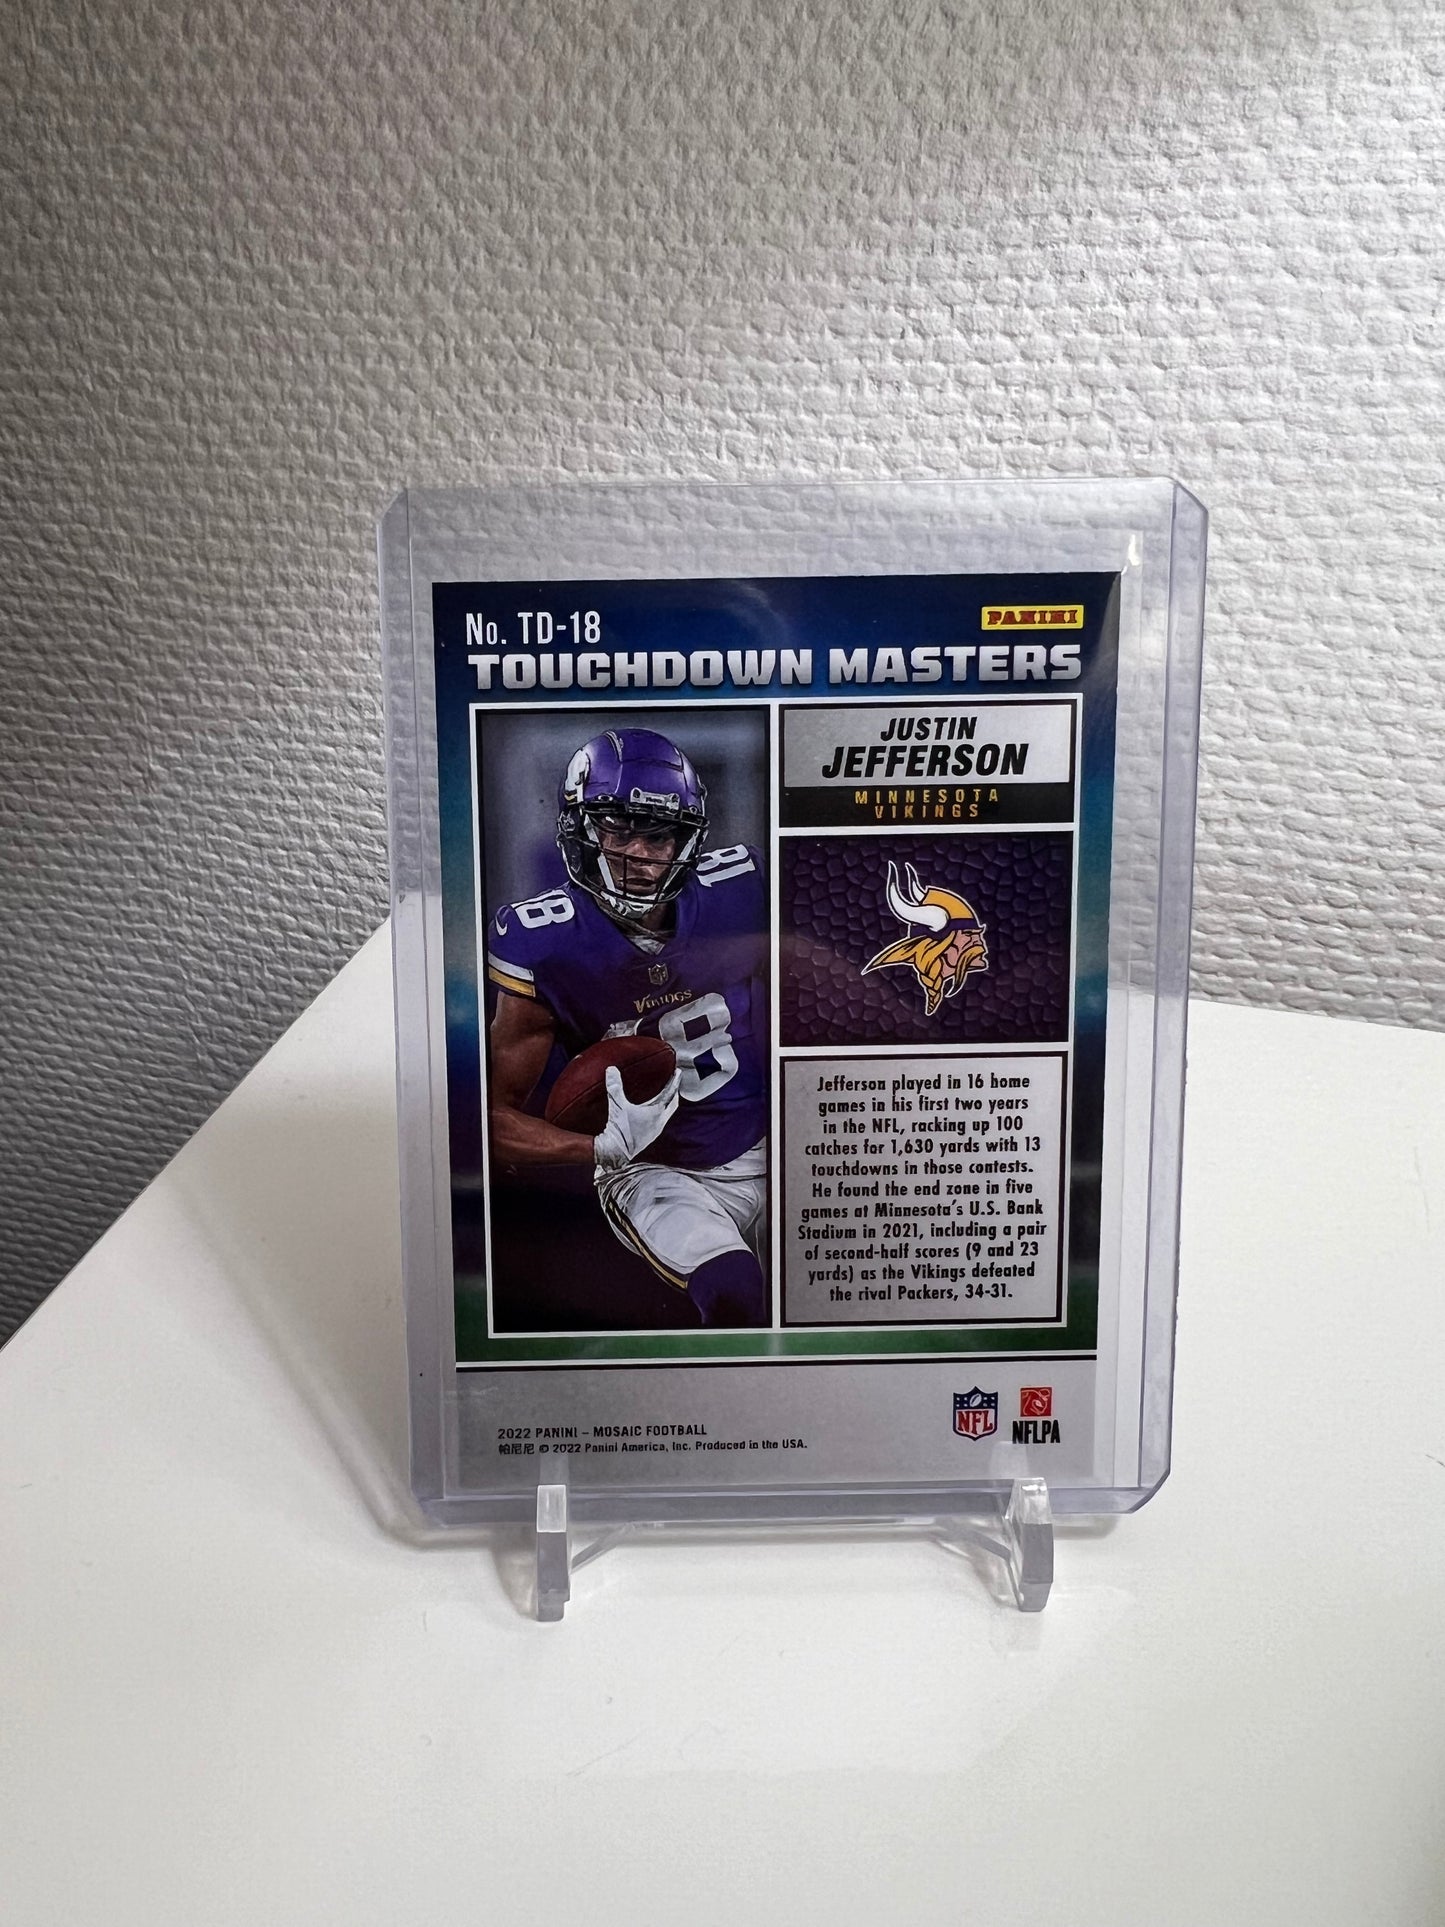 No. TD-18
PANINI
TOUCHDOWN MASTERS
JUSTIN
JEFFERSON
MINNESOTA
VIKINGS
18
18
VIKINGS
18
Jefferson played in 16 home
games in his first two years
in the NFL, racking up 100
catches for 1,630 yards with 13
touchdowns in those contests.
He found the end zone in five
games at Minnesota's U.S. Bank
Stadium in 2021, including a pair
of second-half scores (9 and 23
yards) as the Vikings defeated
the rival Packers, 34-31.
2022 PANINI – MOSAIC FOOTBALL
帕尼尼 © 2022 Panini America, Inc. Produced in the USA.
NFL
NFLPA